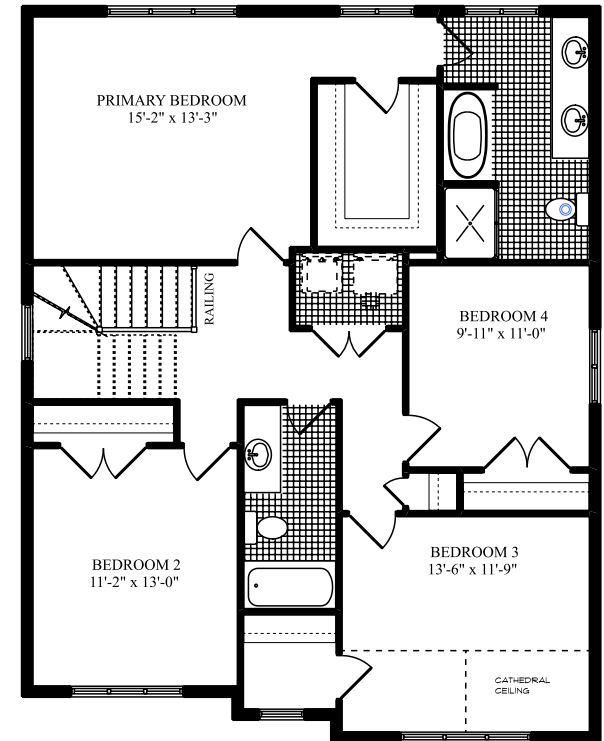 PRIMARY BEDROOM
15'-2" x 13'-3"
RAILING
BEDROOM 4
9'-11" x 11'-0"
BEDROOM 2
11'-2" x 13'-0"
BEDROOM 3
13'-6" x 11'-9"
CATHEDRAL
CEILING